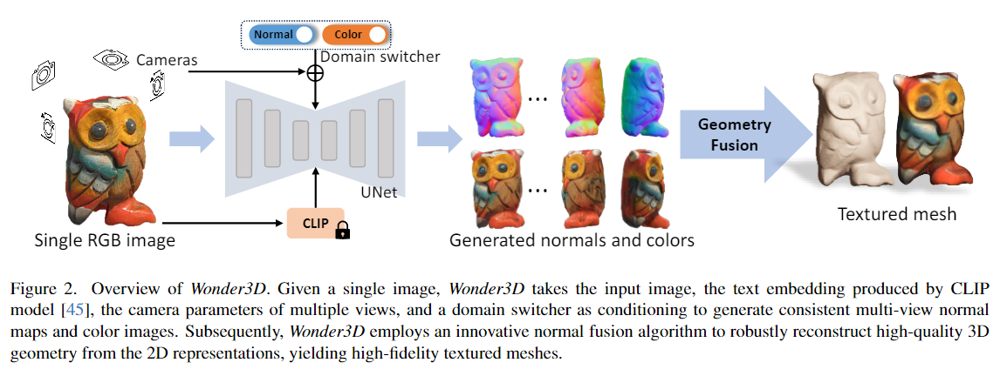 Normal
Color
Cameras
Domain switcher
UNet
CLIP
Single RGB image
Generated normals and colors
Geometry
Fusion
Textured mesh
Figure 2. Overview of Wonder3D. Given a single image, Wonder3D takes the input image, the text embedding produced by CLIP
model [45], the camera parameters of multiple views, and a domain switcher as conditioning to generate consistent multi-view normal
maps and color images. Subsequently, Wonder3D employs an innovative normal fusion algorithm to robustly reconstruct high-quality 3D
geometry from the 2D representations, yielding high-fidelity textured meshes.